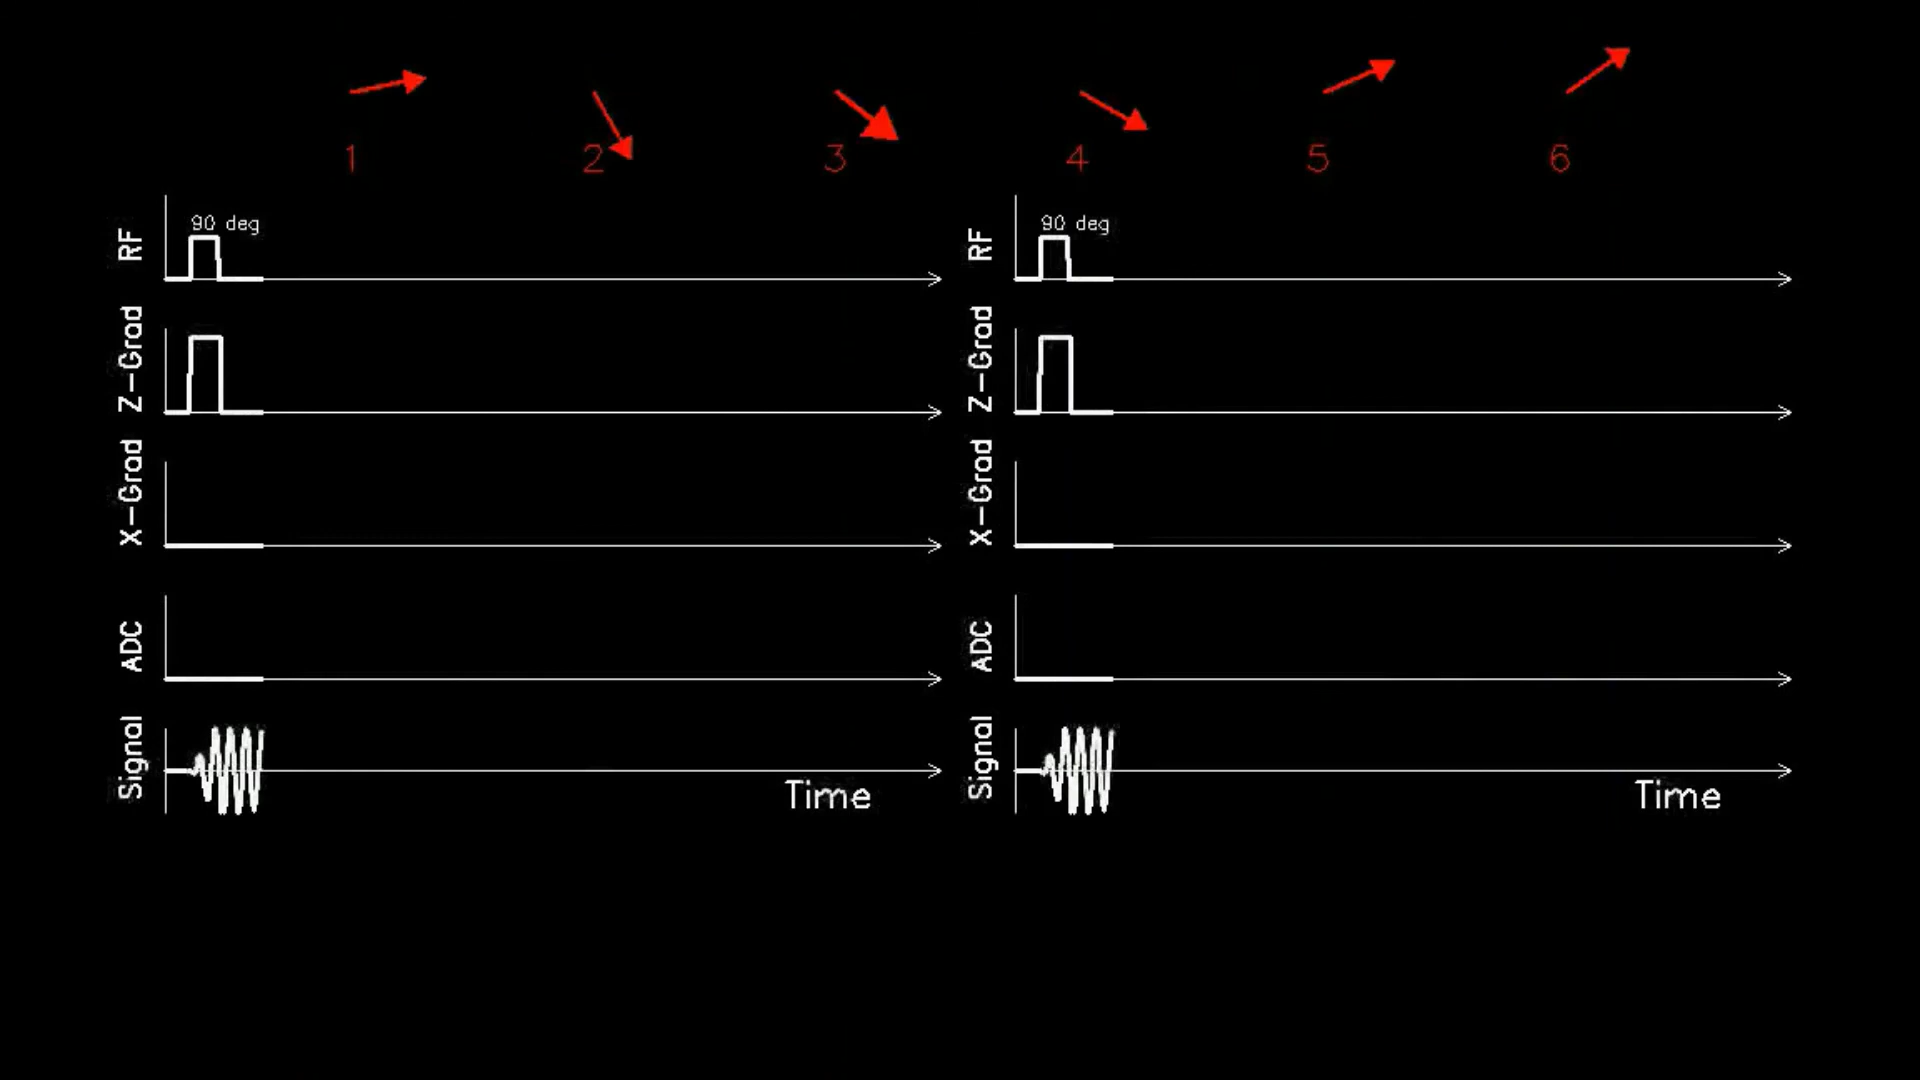 1 2 3 4 5 6
90 deg
RF
Z-Grad
X-Grad
ADC
Signal
Time
90 deg
RF
Z-Grad
X-Grad
ADC
Signal
Time